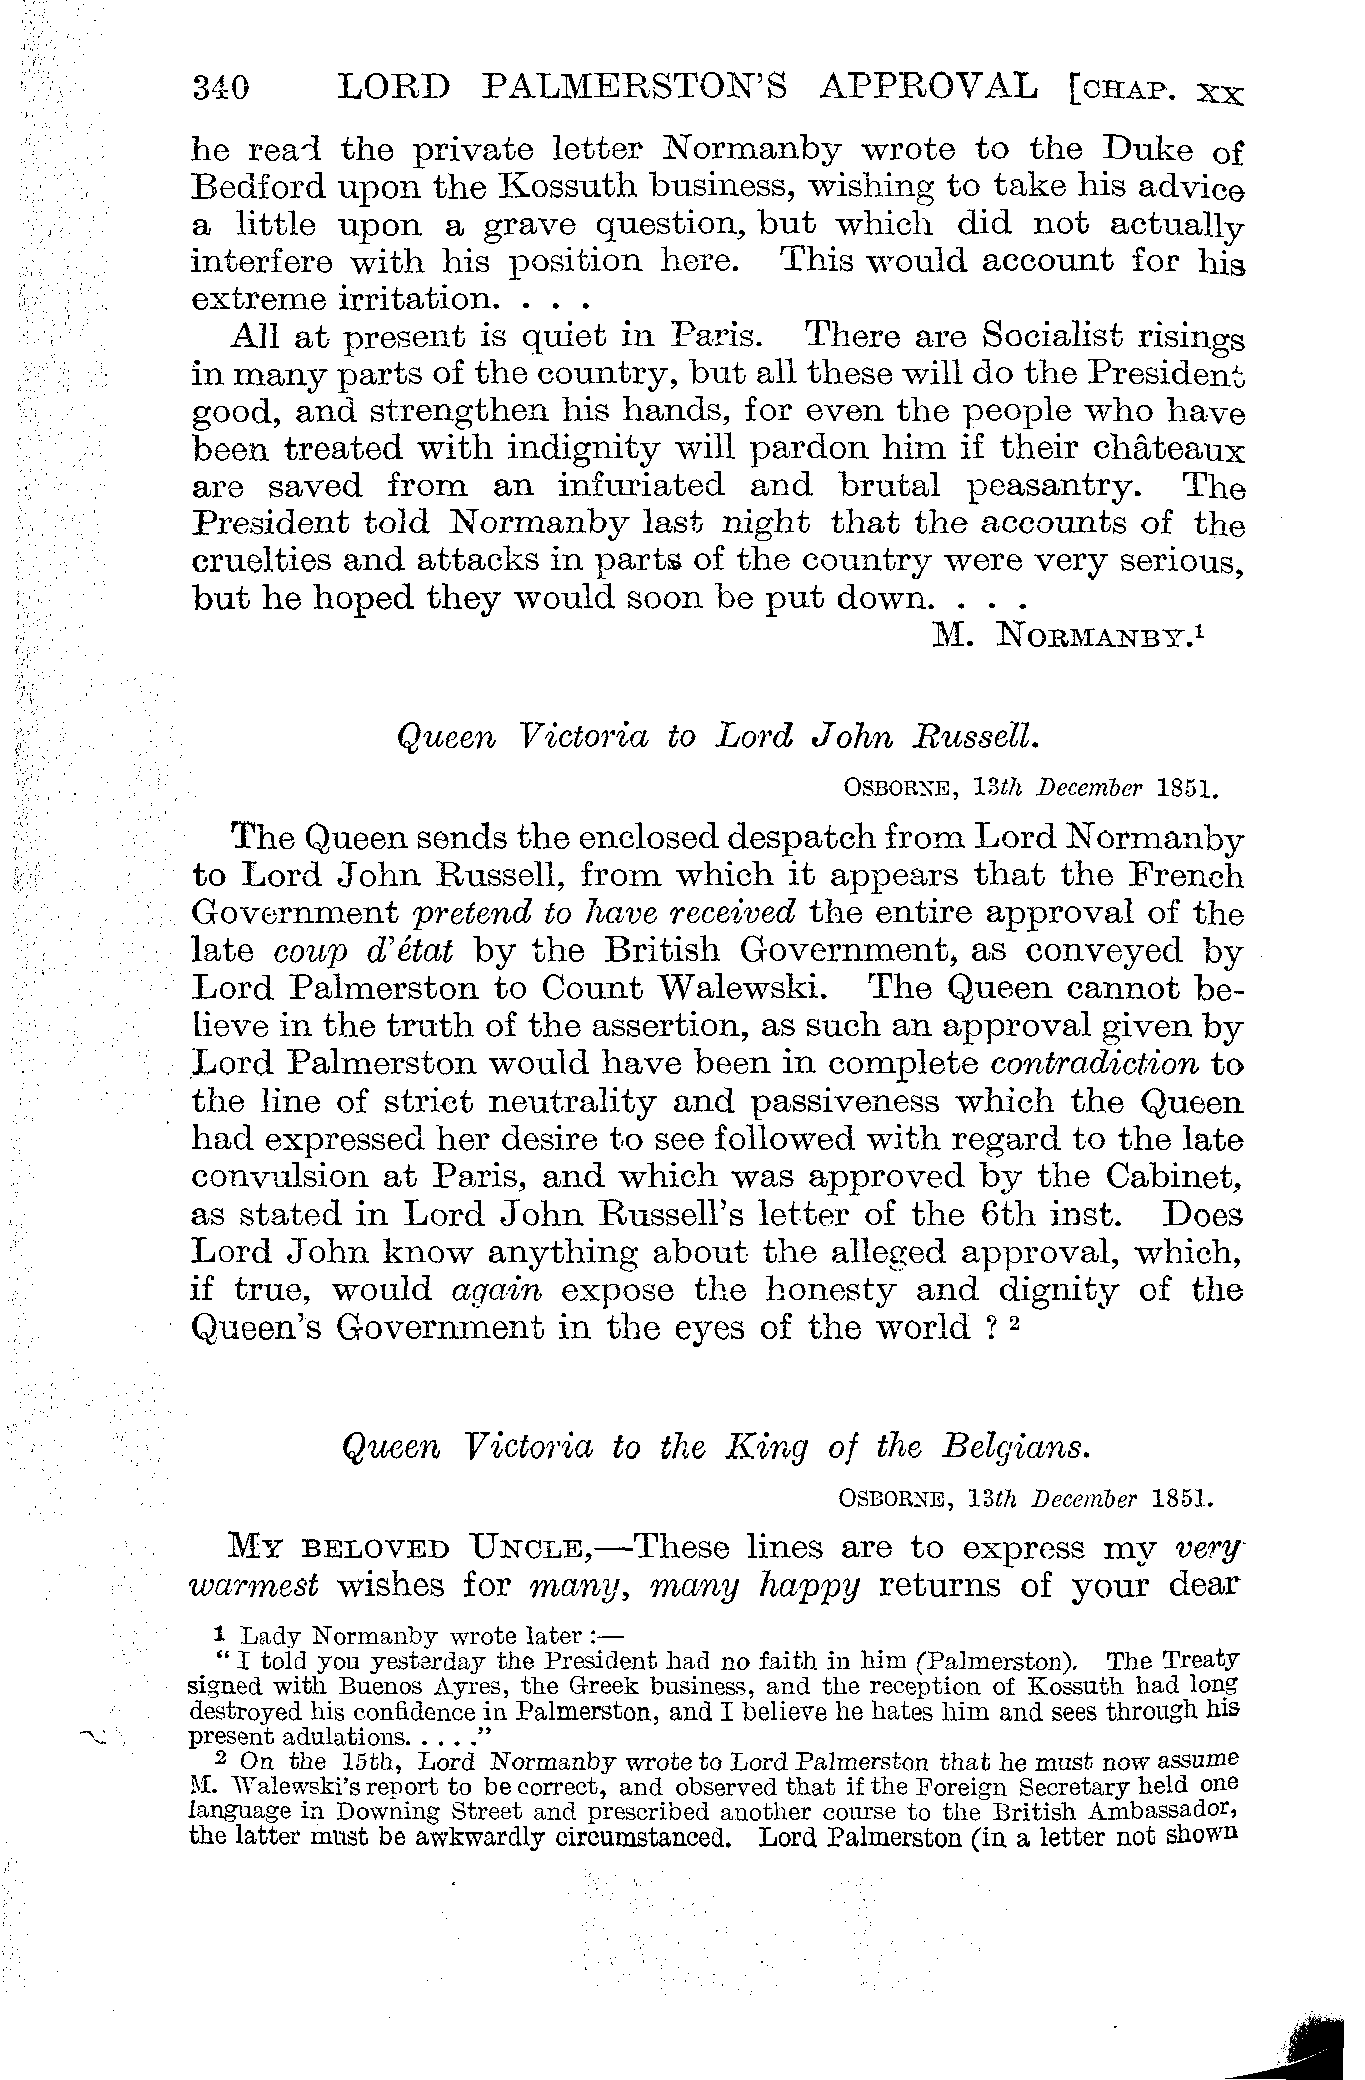 340 LORD PALMERSTON'S APPROVAL [CHAP. XX
he read the private letter Normanby wrote to the Duke of
Bedford upon the Kossuth business, wishing to take his advice
a little upon a grave question, but which did not actually
interfere with his position here. This would account for his
extreme irritation. . . .
All at present is quiet in Paris. There are Socialist risings
in many parts of the country, but all these will do the President
good, and strengthen his hands, for even the people who have
been treated with indignity will pardon him if their châteaux
are saved from an infuriated and brutal peasantry. The
President told Normanby last night that the accounts of the
cruelties and attacks in parts of the country were very serious,
but he hoped they would soon be put down. . . .
M. NORMANBY.¹
Queen Victoria to Lord John Russell.
OSBORNE, 13th December 1851.
The Queen sends the enclosed despatch from Lord Normanby
to Lord John Russell, from which it appears that the French
Government pretend to have received the entire approval of the
late coup d'état by the British Government, as conveyed by
Lord Palmerston to Count Walewski. The Queen cannot be-
lieve in the truth of the assertion, as such an approval given by
Lord Palmerston would have been in complete contradiction to
the line of strict neutrality and passiveness which the Queen
had expressed her desire to see followed with regard to the late
convulsion at Paris, and which was approved by the Cabinet,
as stated in Lord John Russell's letter of the 6th inst. Does
Lord John know anything about the alleged approval, which,
if true, would again expose the honesty and dignity of the
Queen's Government in the eyes of the world ? ²
Queen Victoria to the King of the Belgians.
OSBORNE, 13th December 1851.
MY BELOVED UNCLE,—These lines are to express my very
warmest wishes for many, many happy returns of your dear
1 Lady Normanby wrote later :—
" I told you yesterday the President had no faith in him (Palmerston). The Treaty
signed with Buenos Ayres, the Greek business, and the reception of Kossuth had long
destroyed his confidence in Palmerston, and I believe he hates him and sees through his
present adulations. . . . ."
2 On the 15th, Lord Normanby wrote to Lord Palmerston that he must now assume
M. Walewski's report to be correct, and observed that if the Foreign Secretary held one
language in Downing Street and prescribed another course to the British Ambassador,
the latter must be awkwardly circumstanced. Lord Palmerston (in a letter not shown